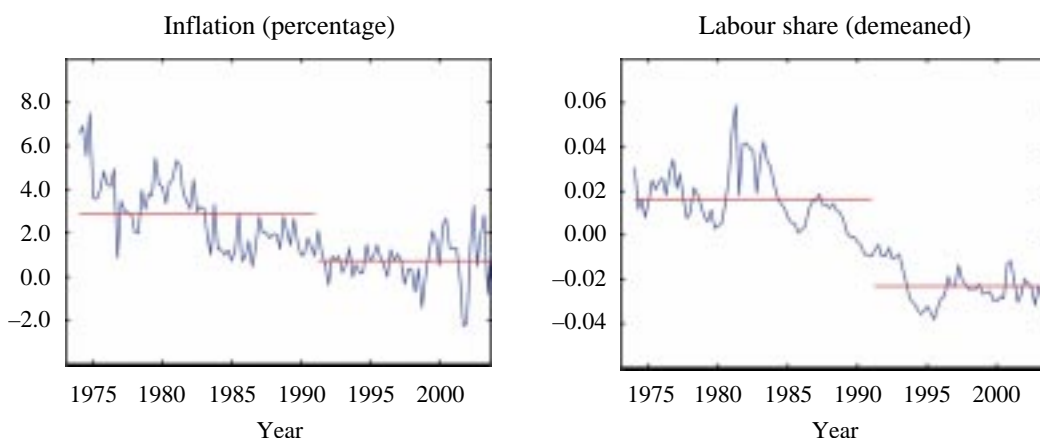 Inflation (percentage)
8.0
6.0
4.0
2.0
0.0
–2.0
1975 1980 1985 1990 1995 2000
Year
Labour share (demeaned)
0.06
0.04
0.02
0.00
–0.02
–0.04
1975 1980 1985 1990 1995 2000
Year